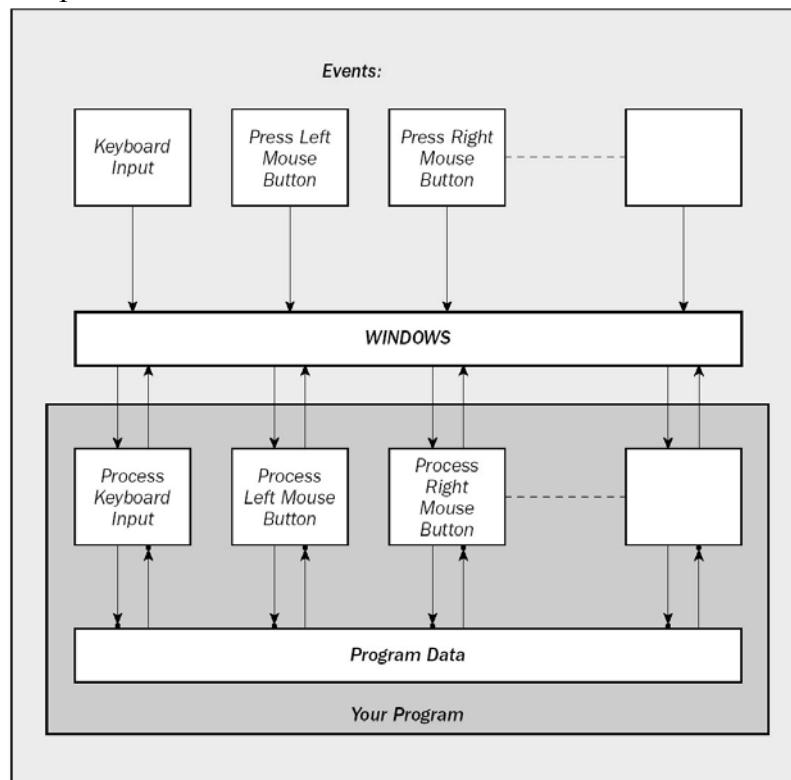 Events:
Keyboard
Input
Press Left
Mouse
Button
Press Right
Mouse
Button
WINDOWS
Process
Keyboard
Input
Process
Left Mouse
Button
Process
Right
Mouse
Button
Program Data
Your Program